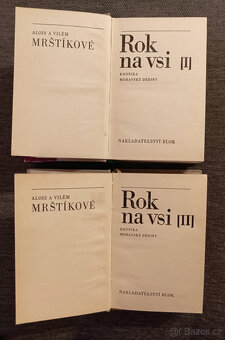 ALOIS A VILÉM
MRŠTÍKOVÉ
Rok
na vsi [I]
KRONIKA
MORAVSKÉ DĚDINY
NAKLADATELSTVÍ BLOK
ALOIS A VILÉM
MRŠTÍKOVÉ
Rok
na vsi [II]
KRONIKA
MORAVSKÉ DĚDINY
NAKLADATELSTVÍ BLOK
© Bazos.cz